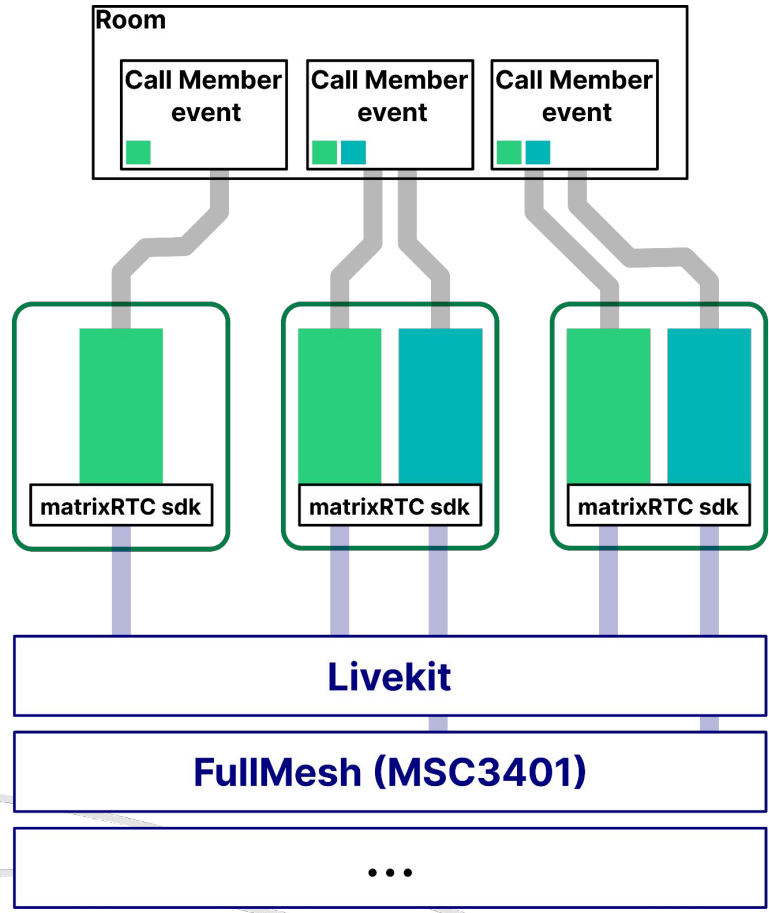 Room
Call Member
event
Call Member
event
Call Member
event
matrixRTC sdk
matrixRTC sdk
matrixRTC sdk
Livekit
FullMesh (MSC3401)
...